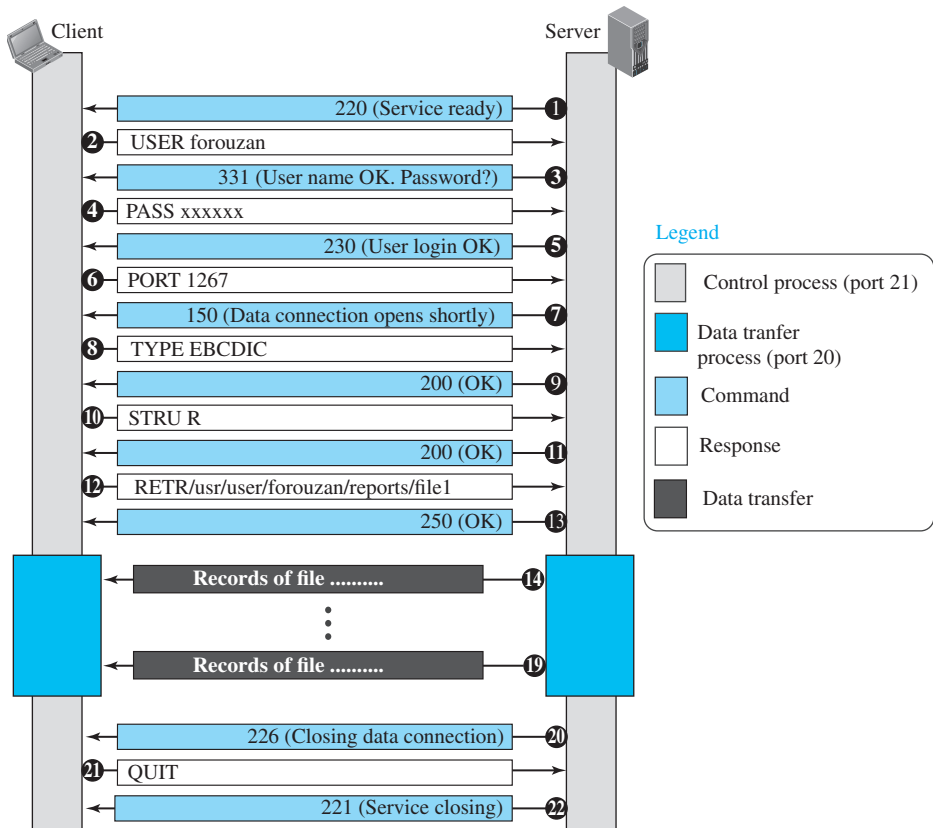 Client
Server
1 220 (Service ready)
2 USER forouzan
3 331 (User name OK. Password?)
4 PASS xxxxxx
5 230 (User login OK)
6 PORT 1267
7 150 (Data connection opens shortly)
8 TYPE EBCDIC
9 200 (OK)
10 STRU R
11 200 (OK)
12 RETR/usr/user/forouzan/reports/file1
13 250 (OK)
14 Records of file ..........
19 Records of file ..........
20 226 (Closing data connection)
21 QUIT
22 221 (Service closing)
Legend
Control process (port 21)
Data tranfer
process (port 20)
Command
Response
Data transfer